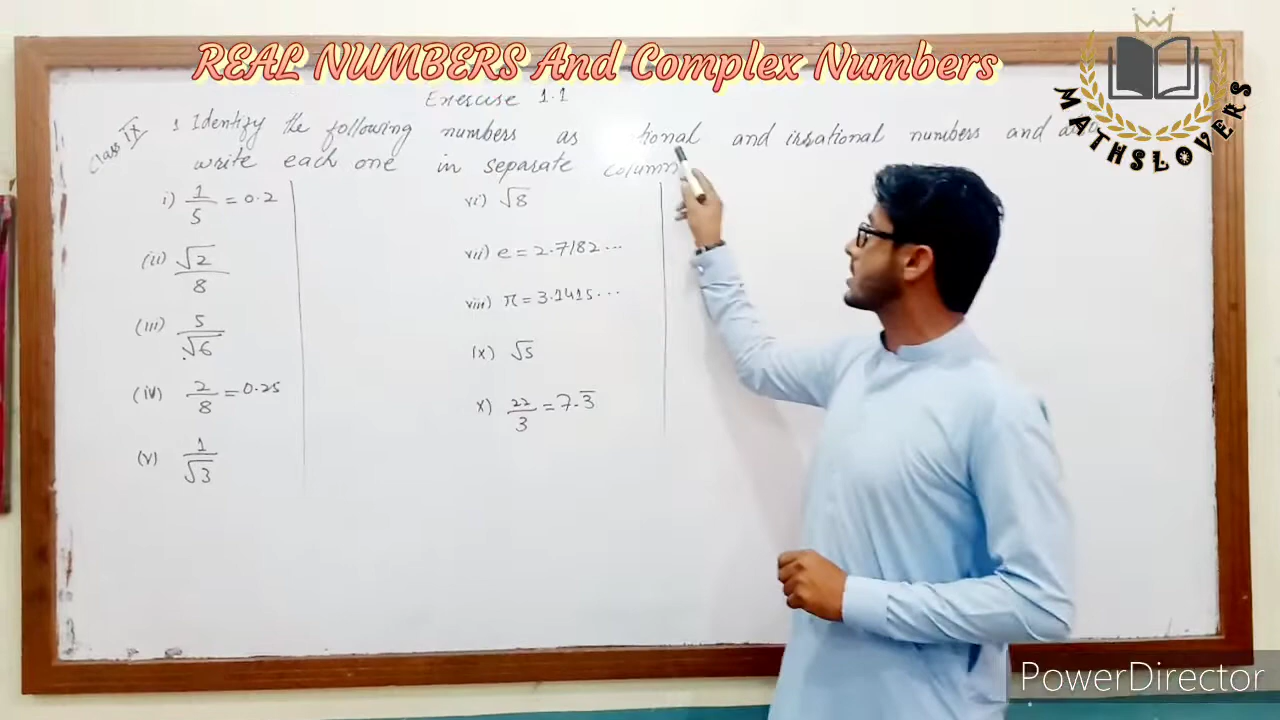 REAL NUMBERS And Complex Numbers
MATHSLOVERS
Exercise 1.1
Class IX
1 Identify the following numbers as tional and irrational numbers and
write each one in separate column
i) 1/5 = 0.2
(ii) √2/8
(iii) 5/√6
(iv) 2/8 = 0.25
(v) 1/√3
vi) √8
vii) e = 2.7182...
viii) π = 3.1415...
ix) √5
x) 22/3 = 7.3̅
PowerDirector